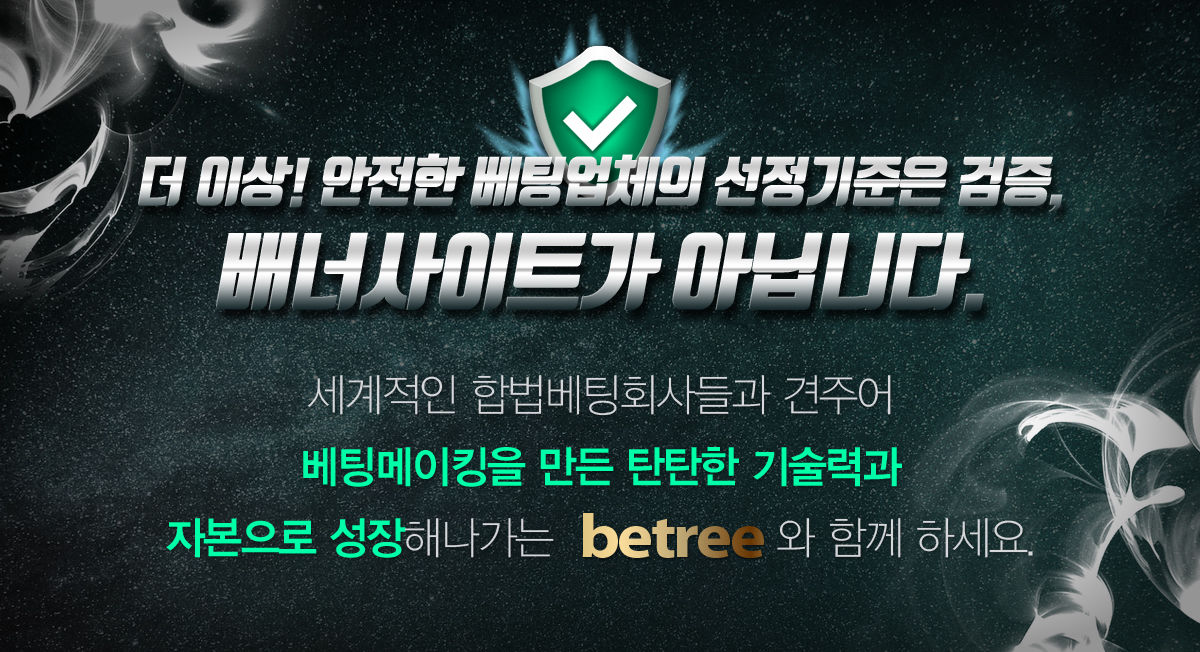 더 이상! 안전한 베팅업체의 선정기준은 검증,
배너사이트가 아닙니다.
세계적인 합법베팅회사들과 견주어
베팅메이킹을 만든 탄탄한 기술력과
자본으로 성장해나가는 betree 와 함께 하세요.